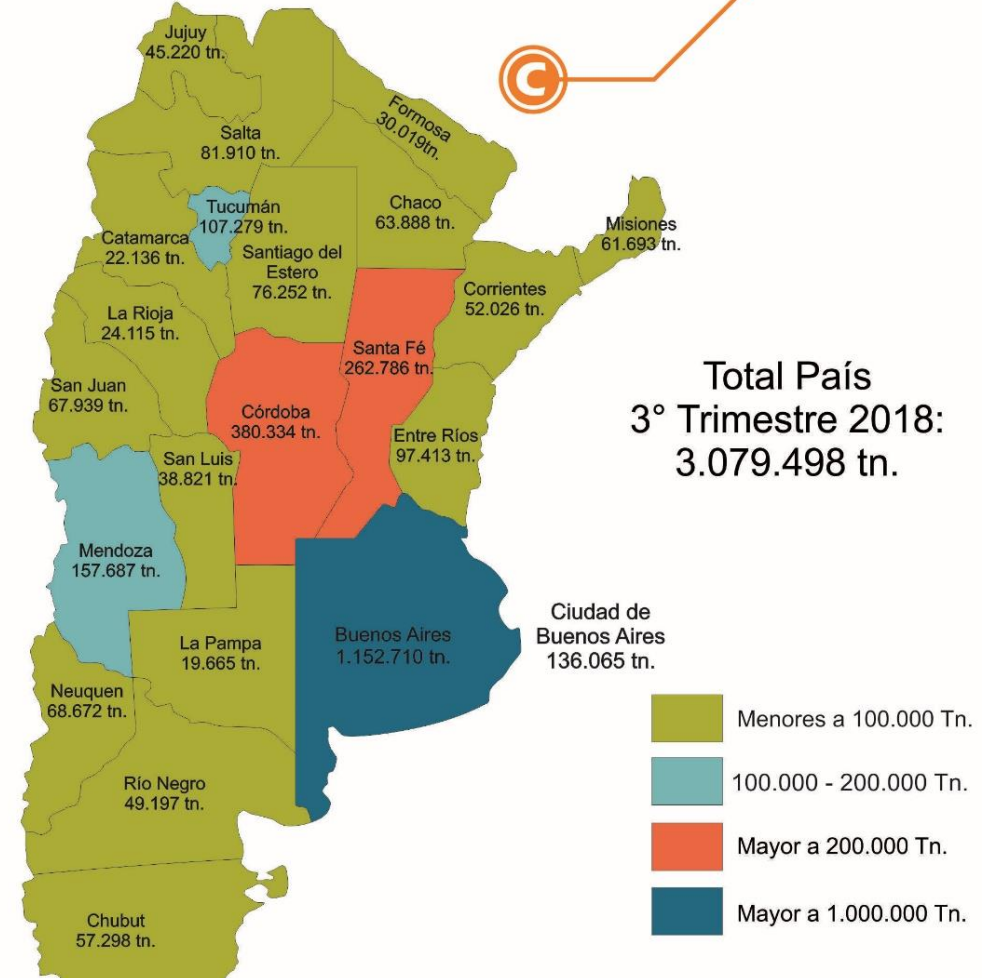 C
Jujuy
45.220 tn.
Formosa
30.019tn.
Salta
81.910 tn.
Chaco
63.888 tn.
Tucumán
107.279 tn.
Misiones
61.693 tn.
Catamarca
22.136 tn.
Santiago del
Estero
76.252 tn.
Corrientes
52.026 tn.
La Rioja
24.115 tn.
Santa Fé
262.786 tn.
San Juan
67.939 tn.
Córdoba
380.334 tn.
Entre Ríos
97.413 tn.
San Luis
38.821 tn.
Total País
3° Trimestre 2018:
3.079.498 tn.
Mendoza
157.687 tn.
Buenos Aires
1.152.710 tn.
Ciudad de
Buenos Aires
136.065 tn.
La Pampa
19.665 tn.
Neuquen
68.672 tn.
Río Negro
49.197 tn.
Chubut
57.298 tn.
Menores a 100.000 Tn.
100.000 - 200.000 Tn.
Mayor a 200.000 Tn.
Mayor a 1.000.000 Tn.